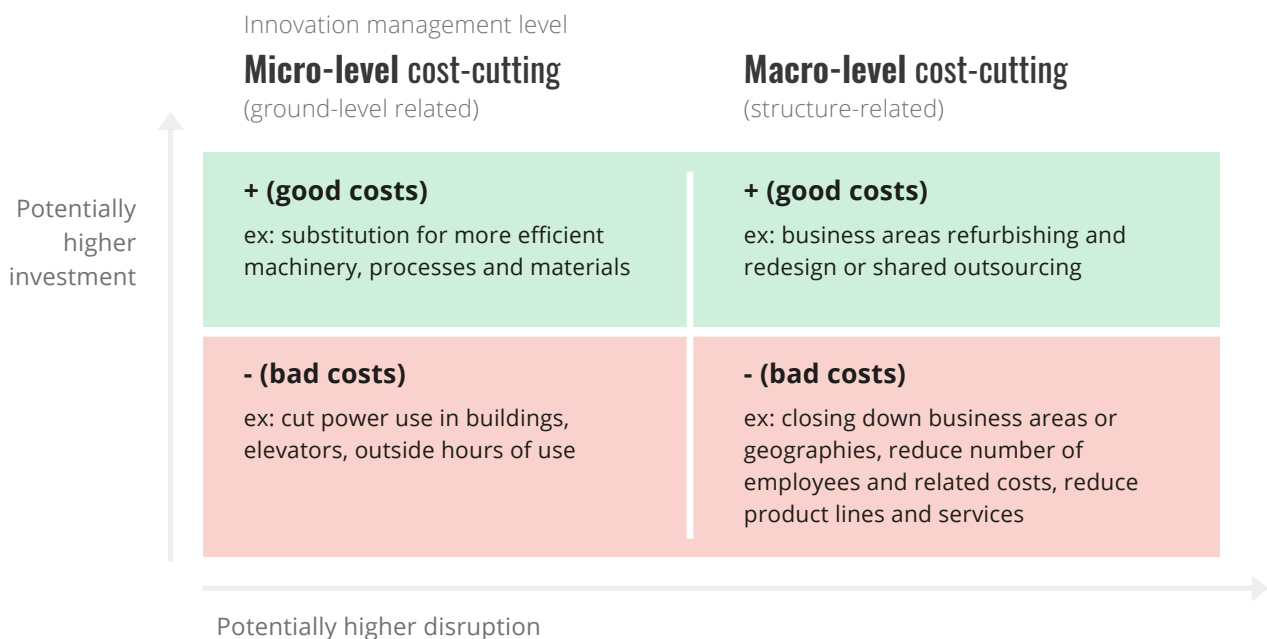 Innovation management level
Micro-level cost-cutting
(ground-level related)
Macro-level cost-cutting
(structure-related)
Potentially
higher
investment
+ (good costs)
ex: substitution for more efficient
machinery, processes and materials
+ (good costs)
ex: business areas refurbishing and
redesign or shared outsourcing
- (bad costs)
ex: cut power use in buildings,
elevators, outside hours of use
- (bad costs)
ex: closing down business areas or
geographies, reduce number of
employees and related costs, reduce
product lines and services
Potentially higher disruption